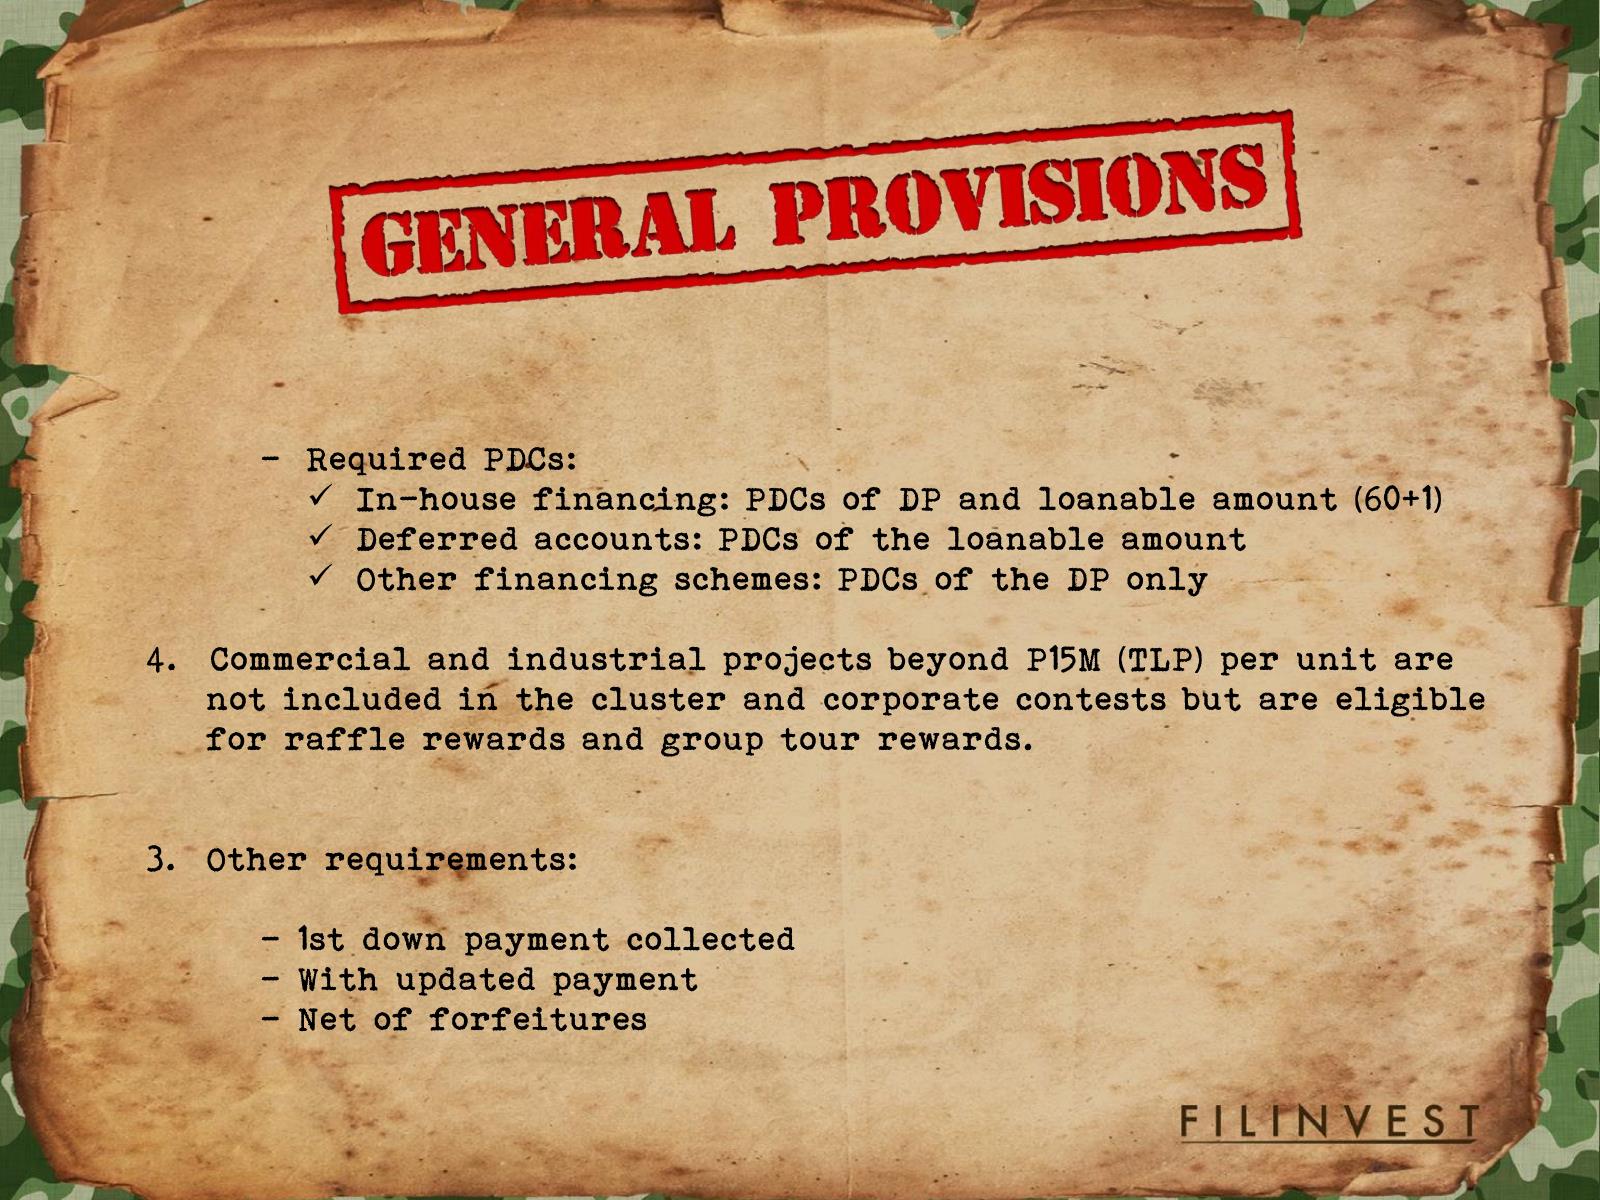 GENERAL PROVISIONS
– Required PDCs:
✓ In-house financing: PDCs of DP and loanable amount (60+1)
✓ Deferred accounts: PDCs of the loanable amount
✓ Other financing schemes: PDCs of the DP only
4. Commercial and industrial projects beyond P15M (TLP) per unit are
not included in the cluster and corporate contests but are eligible
for raffle rewards and group tour rewards.
3. Other requirements:
– 1st down payment collected
– With updated payment
– Net of forfeitures
FILINVEST